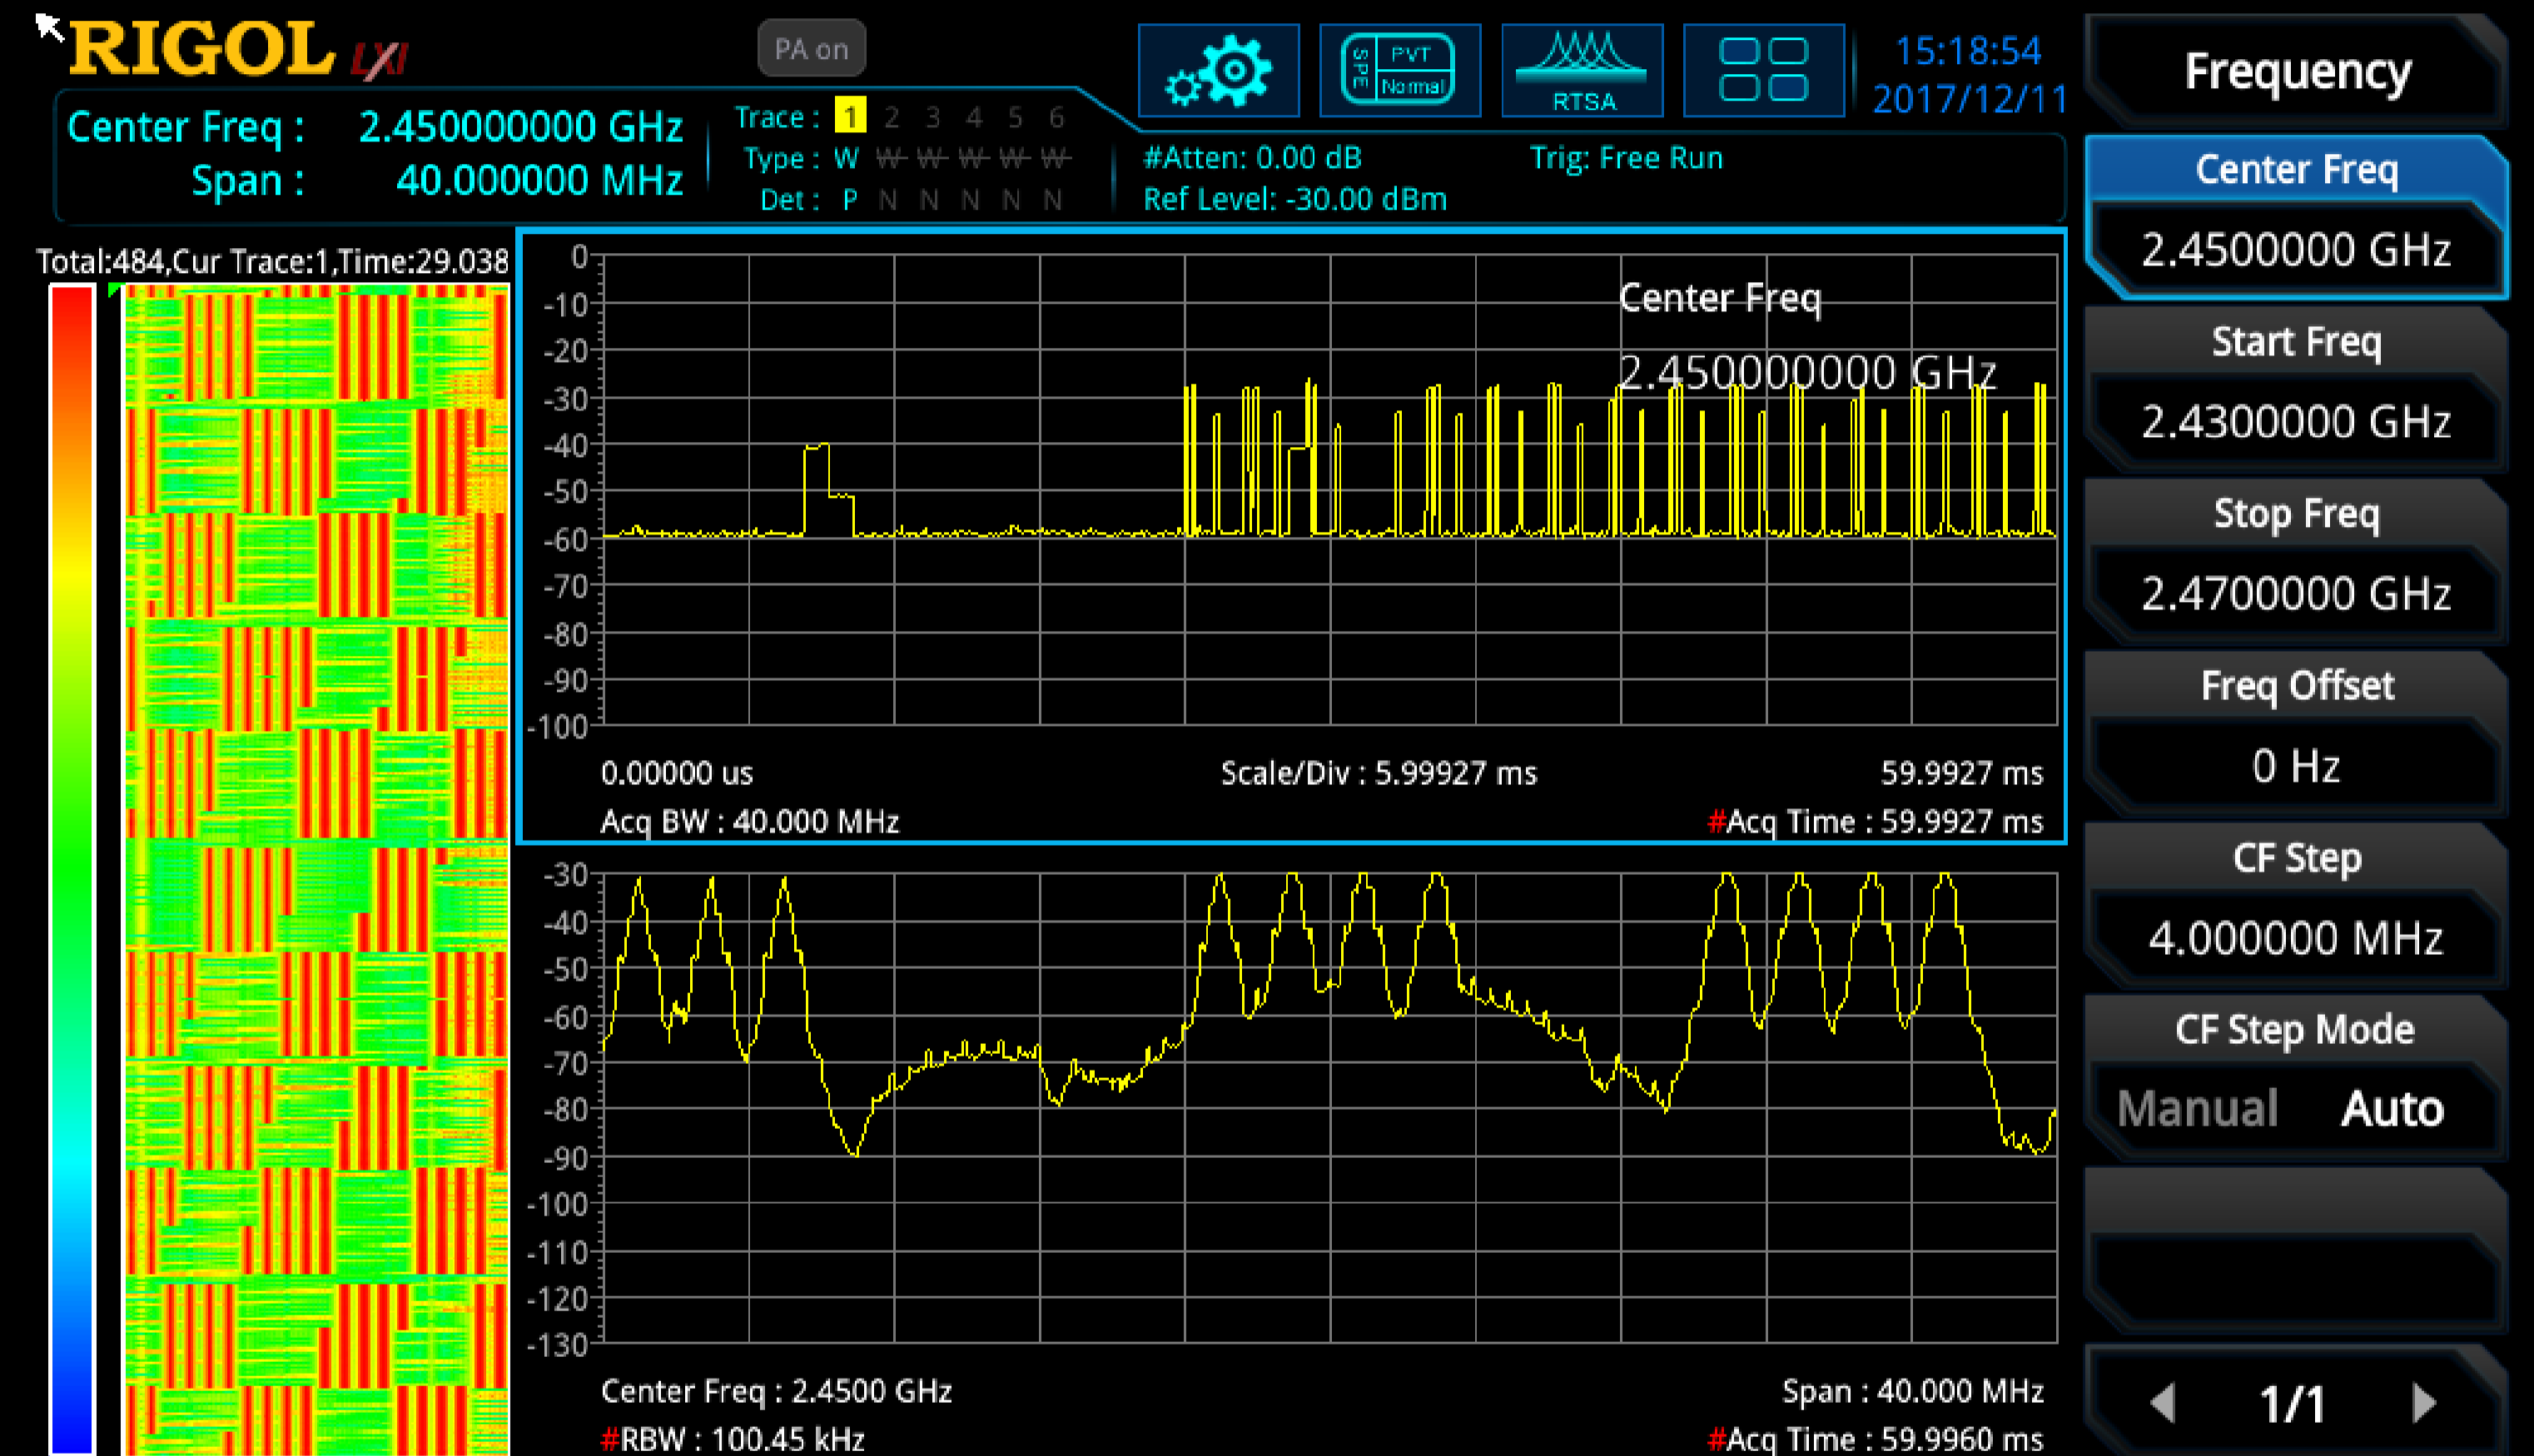 RIGOL LXI
PA on
SPE PVT Normal
RTSA
15:18:54
2017/12/11
Center Freq : 2.450000000 GHz
Span : 40.000000 MHz
Trace : 1 2 3 4 5 6
Type : W W W W W W
Det : P N N N N N
#Atten: 0.00 dB
Trig: Free Run
Ref Level: -30.00 dBm
Total:484,Cur Trace:1,Time:29.038
0
-10
-20
-30
-40
-50
-60
-70
-80
-90
-100
Center Freq
2.450000000 GHz
0.00000 us
Scale/Div : 5.99927 ms
59.9927 ms
Acq BW : 40.000 MHz
#Acq Time : 59.9927 ms
-30
-40
-50
-60
-70
-80
-90
-100
-110
-120
-130
Center Freq : 2.4500 GHz
Span : 40.000 MHz
#RBW : 100.45 kHz
#Acq Time : 59.9960 ms
Frequency
Center Freq
2.4500000 GHz
Start Freq
2.4300000 GHz
Stop Freq
2.4700000 GHz
Freq Offset
0 Hz
CF Step
4.000000 MHz
CF Step Mode
Manual Auto
1/1